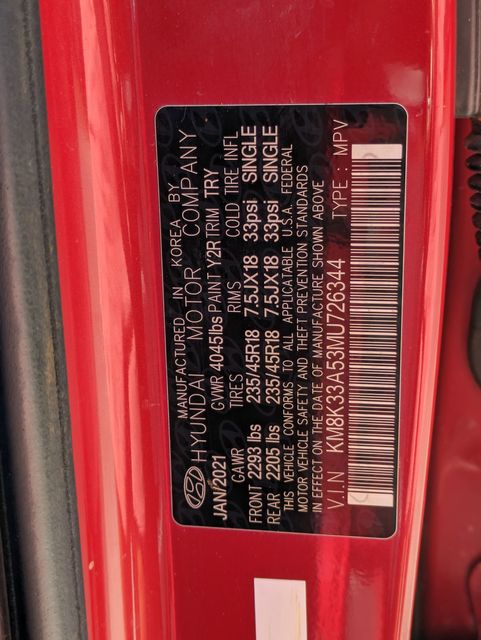 MANUFACTURED IN KOREA BY
HYUNDAI MOTOR COMPANY
JAN/2021 GVWR 4045lbs PAINT Y2R TRIM TRY
GAWR TIRES RIMS COLD TIRE INFL
FRONT 2293 lbs 235/45R18 7.5JX18 33psi SINGLE
REAR 2205 lbs 235/45R18 7.5JX18 33psi SINGLE
THIS VEHICLE CONFORMS TO ALL APPLICATABLE U.S.A. FEDERAL
MOTOR VEHICLE SAFETY AND THEFT PREVENTION STANDARDS
IN EFFECT ON THE DATE OF MANUFACTURE SHOWN ABOVE
V.I.N : KM8K33A53MU726344 TYPE : MPV